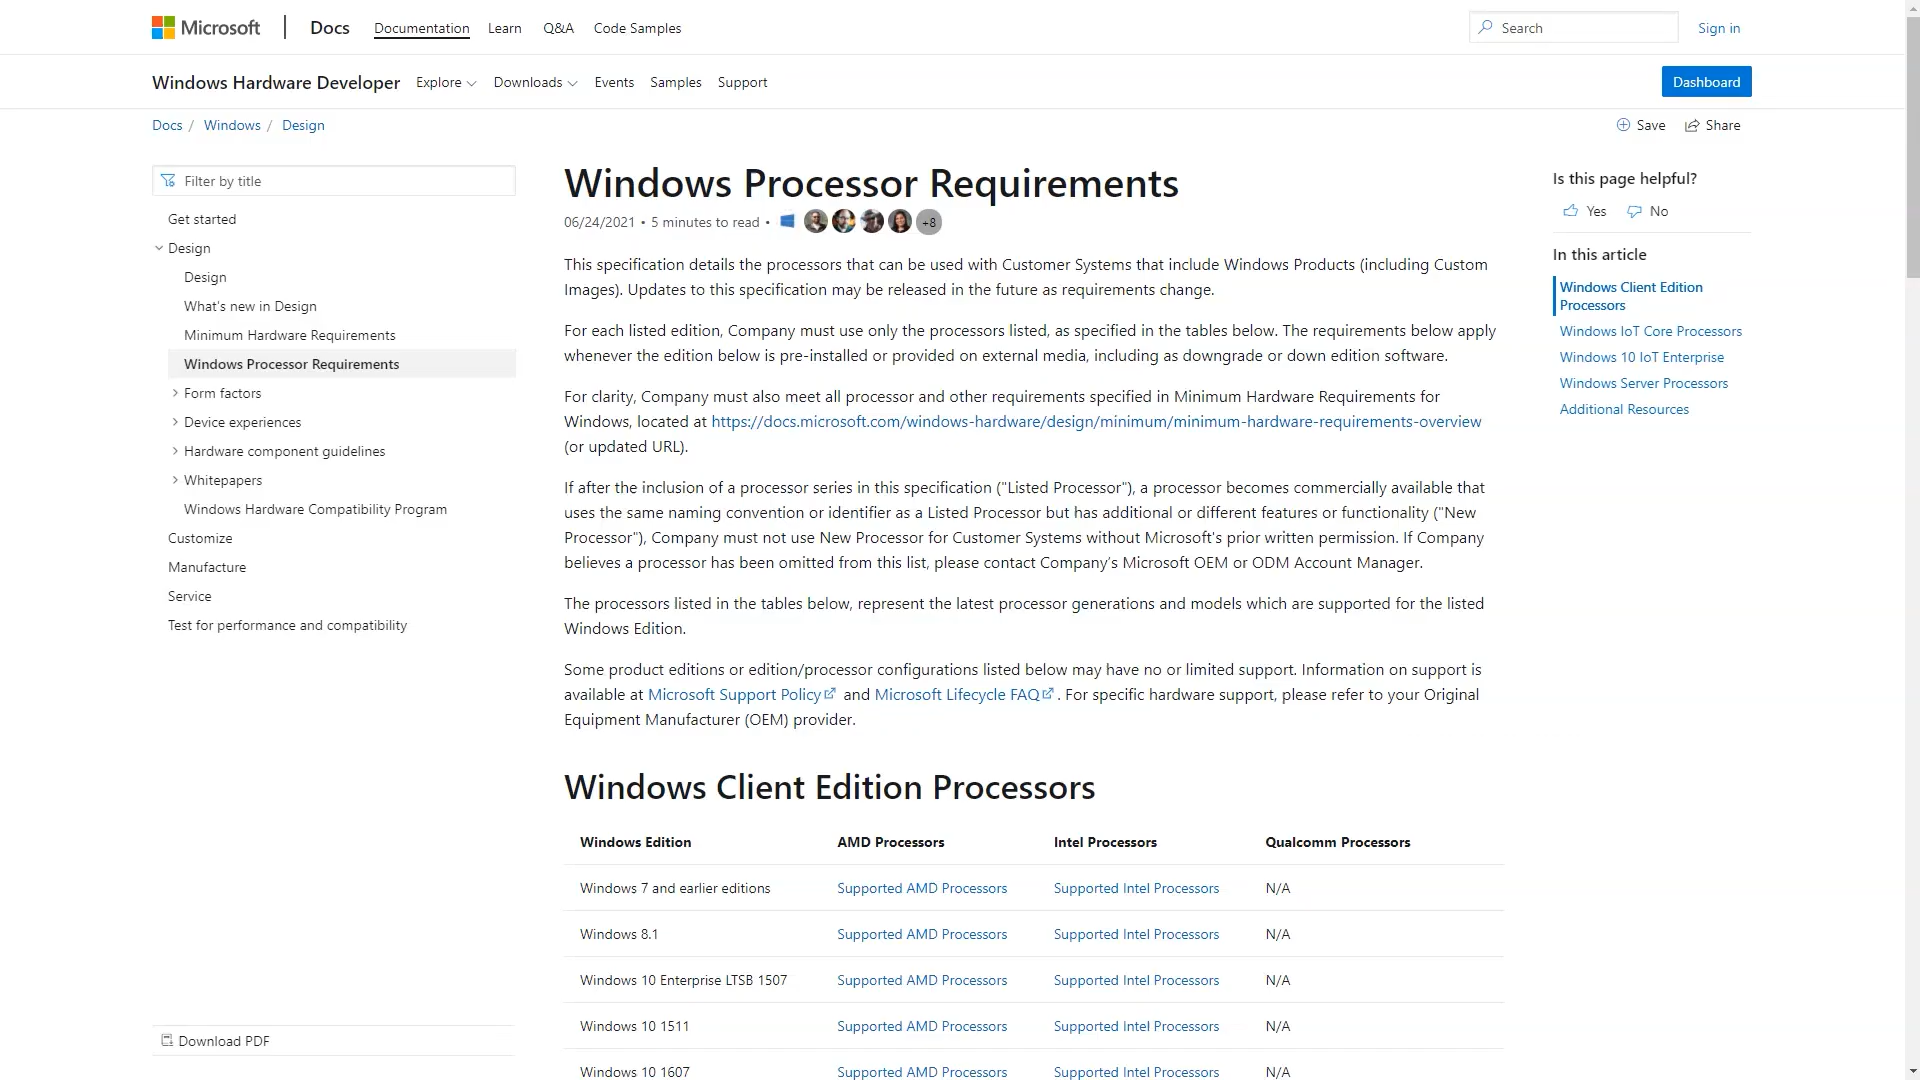 Microsoft
Docs
Documentation
Learn
Q&A
Code Samples
Search
Sign in
Windows Hardware Developer
Explore
Downloads
Events
Samples
Support
Dashboard
Docs / Windows / Design
Save
Share
Filter by title
Get started
Design
Design
What's new in Design
Minimum Hardware Requirements
Windows Processor Requirements
Form factors
Device experiences
Hardware component guidelines
Whitepapers
Windows Hardware Compatibility Program
Customize
Manufacture
Service
Test for performance and compatibility
Download PDF
Windows Processor Requirements
06/24/2021 • 5 minutes to read • +8
This specification details the processors that can be used with Customer Systems that include Windows Products (including Custom
Images). Updates to this specification may be released in the future as requirements change.
For each listed edition, Company must use only the processors listed, as specified in the tables below. The requirements below apply
whenever the edition below is pre-installed or provided on external media, including as downgrade or down edition software.
For clarity, Company must also meet all processor and other requirements specified in Minimum Hardware Requirements for
Windows, located at https://docs.microsoft.com/windows-hardware/design/minimum/minimum-hardware-requirements-overview
(or updated URL).
If after the inclusion of a processor series in this specification ("Listed Processor"), a processor becomes commercially available that
uses the same naming convention or identifier as a Listed Processor but has additional or different features or functionality ("New
Processor"), Company must not use New Processor for Customer Systems without Microsoft's prior written permission. If Company
believes a processor has been omitted from this list, please contact Company’s Microsoft OEM or ODM Account Manager.
The processors listed in the tables below, represent the latest processor generations and models which are supported for the listed
Windows Edition.
Some product editions or edition/processor configurations listed below may have no or limited support. Information on support is
available at Microsoft Support Policy and Microsoft Lifecycle FAQ . For specific hardware support, please refer to your Original
Equipment Manufacturer (OEM) provider.
Windows Client Edition Processors
Windows Edition AMD Processors Intel Processors Qualcomm Processors
Windows 7 and earlier editions Supported AMD Processors Supported Intel Processors N/A
Windows 8.1 Supported AMD Processors Supported Intel Processors N/A
Windows 10 Enterprise LTSB 1507 Supported AMD Processors Supported Intel Processors N/A
Windows 10 1511 Supported AMD Processors Supported Intel Processors N/A
Windows 10 1607 Supported AMD Processors Supported Intel Processors N/A
Is this page helpful?
Yes
No
In this article
Windows Client Edition
Processors
Windows IoT Core Processors
Windows 10 IoT Enterprise
Windows Server Processors
Additional Resources